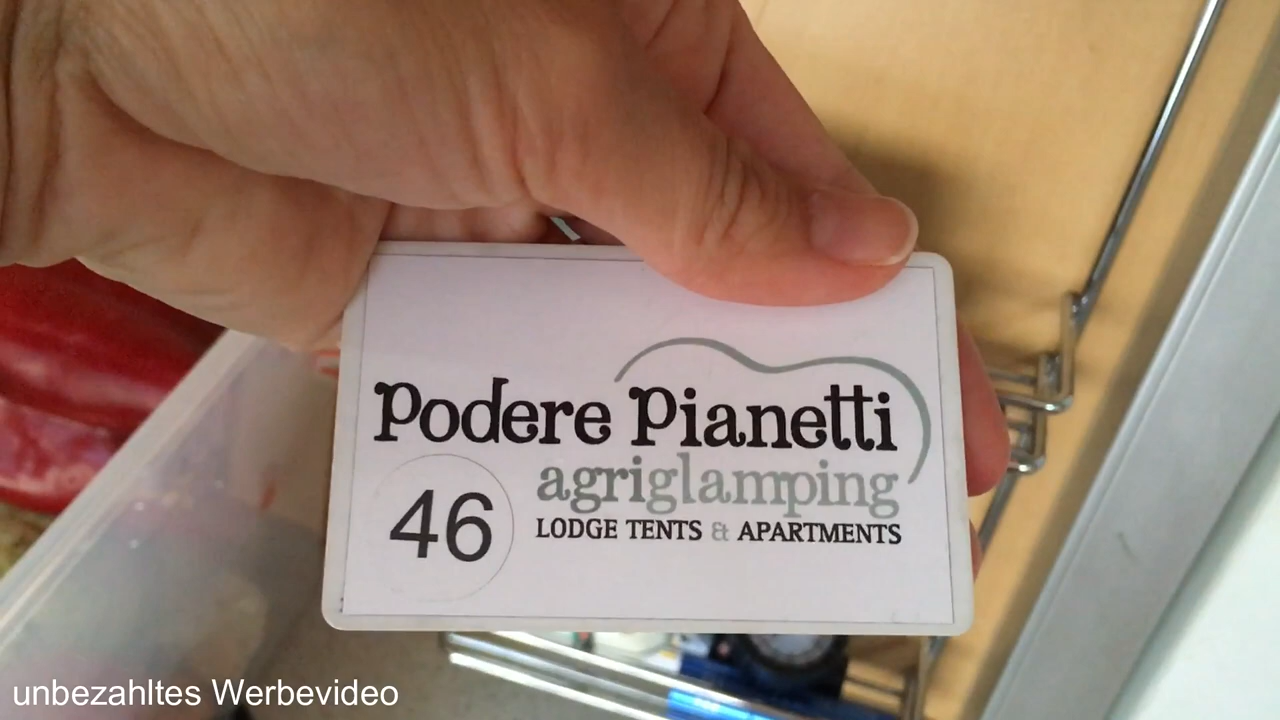 Podere Pianetti
agriglamping
46
LODGE TENTS & APARTMENTS
unbezahltes Werbevideo